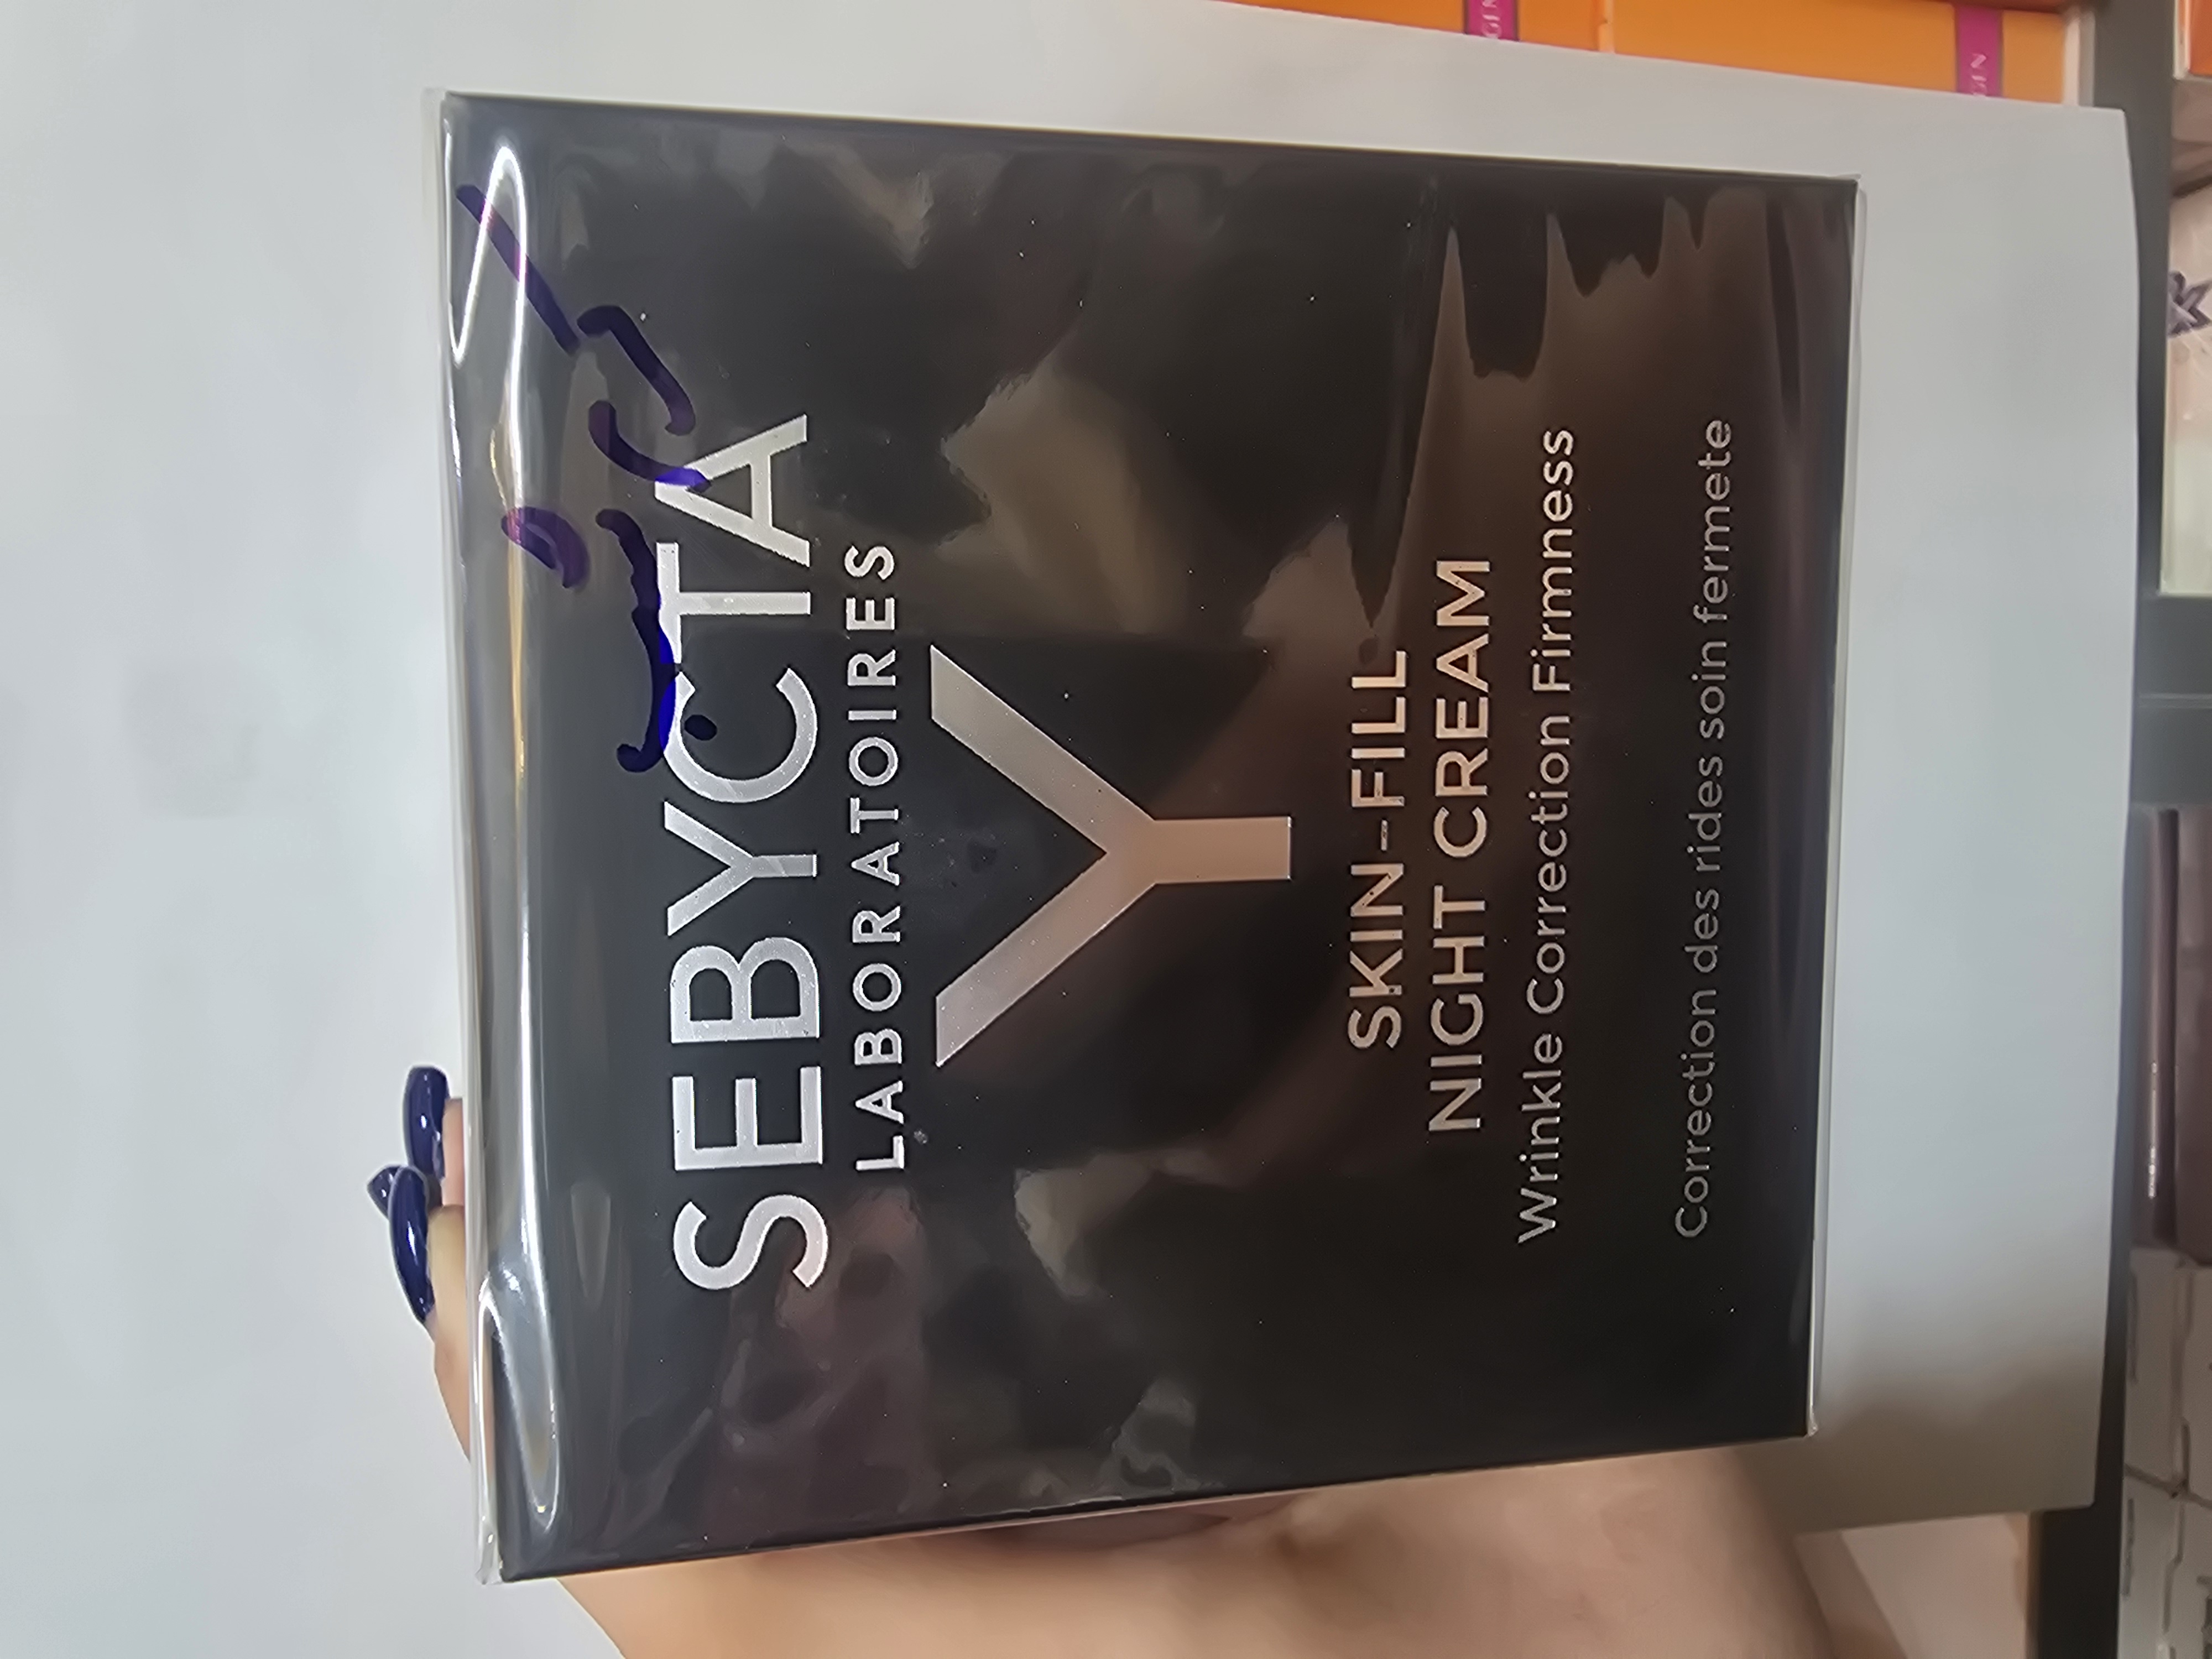 SEBYCTA
LABORATOIRES
Y
SKIN-FILL
NIGHT CREAM
Wrinkle Correction Firmness
Correction des rides soin fermete